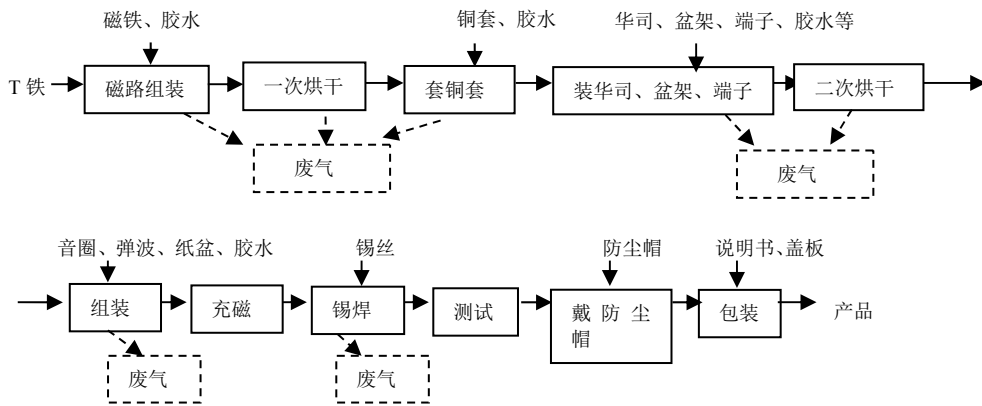 磁铁、胶水
铜套、胶水
华司、盆架、端子、胶水等
T 铁
磁路组装
一次烘干
套铜套
装华司、盆架、端子
二次烘干
废气
废气
音圈、弹波、纸盆、胶水
锡丝
防尘帽
说明书、盖板
组装
充磁
锡焊
测试
戴 防 尘
帽
包装
产品
废气
废气